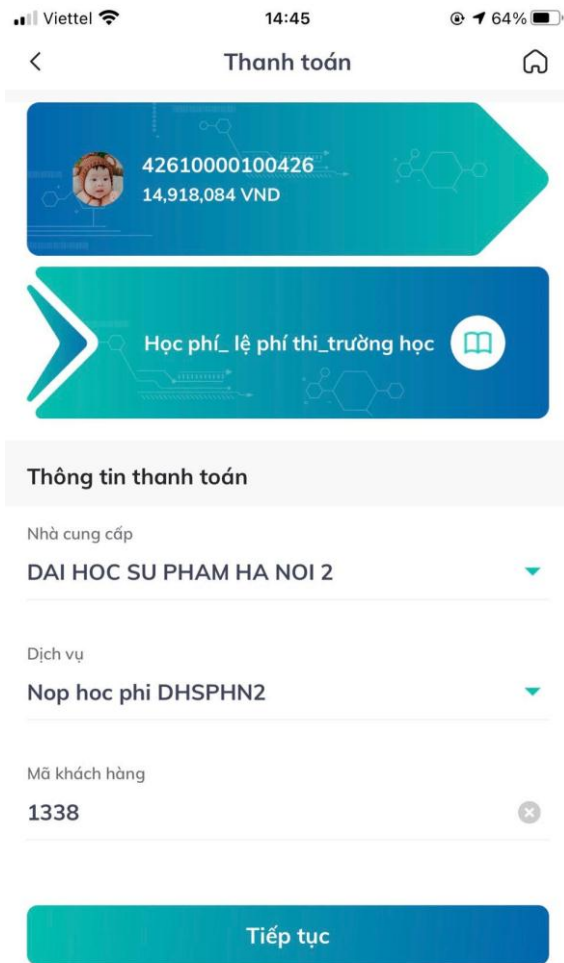 Viettel 14:45 64%
Thanh toán
42610000100426
14,918,084 VND
Học phí_ lệ phí thi_trường học
Thông tin thanh toán
Nhà cung cấp
DAI HOC SU PHAM HA NOI 2
Dịch vụ
Nop hoc phi DHSPHN2
Mã khách hàng
1338
Tiếp tục